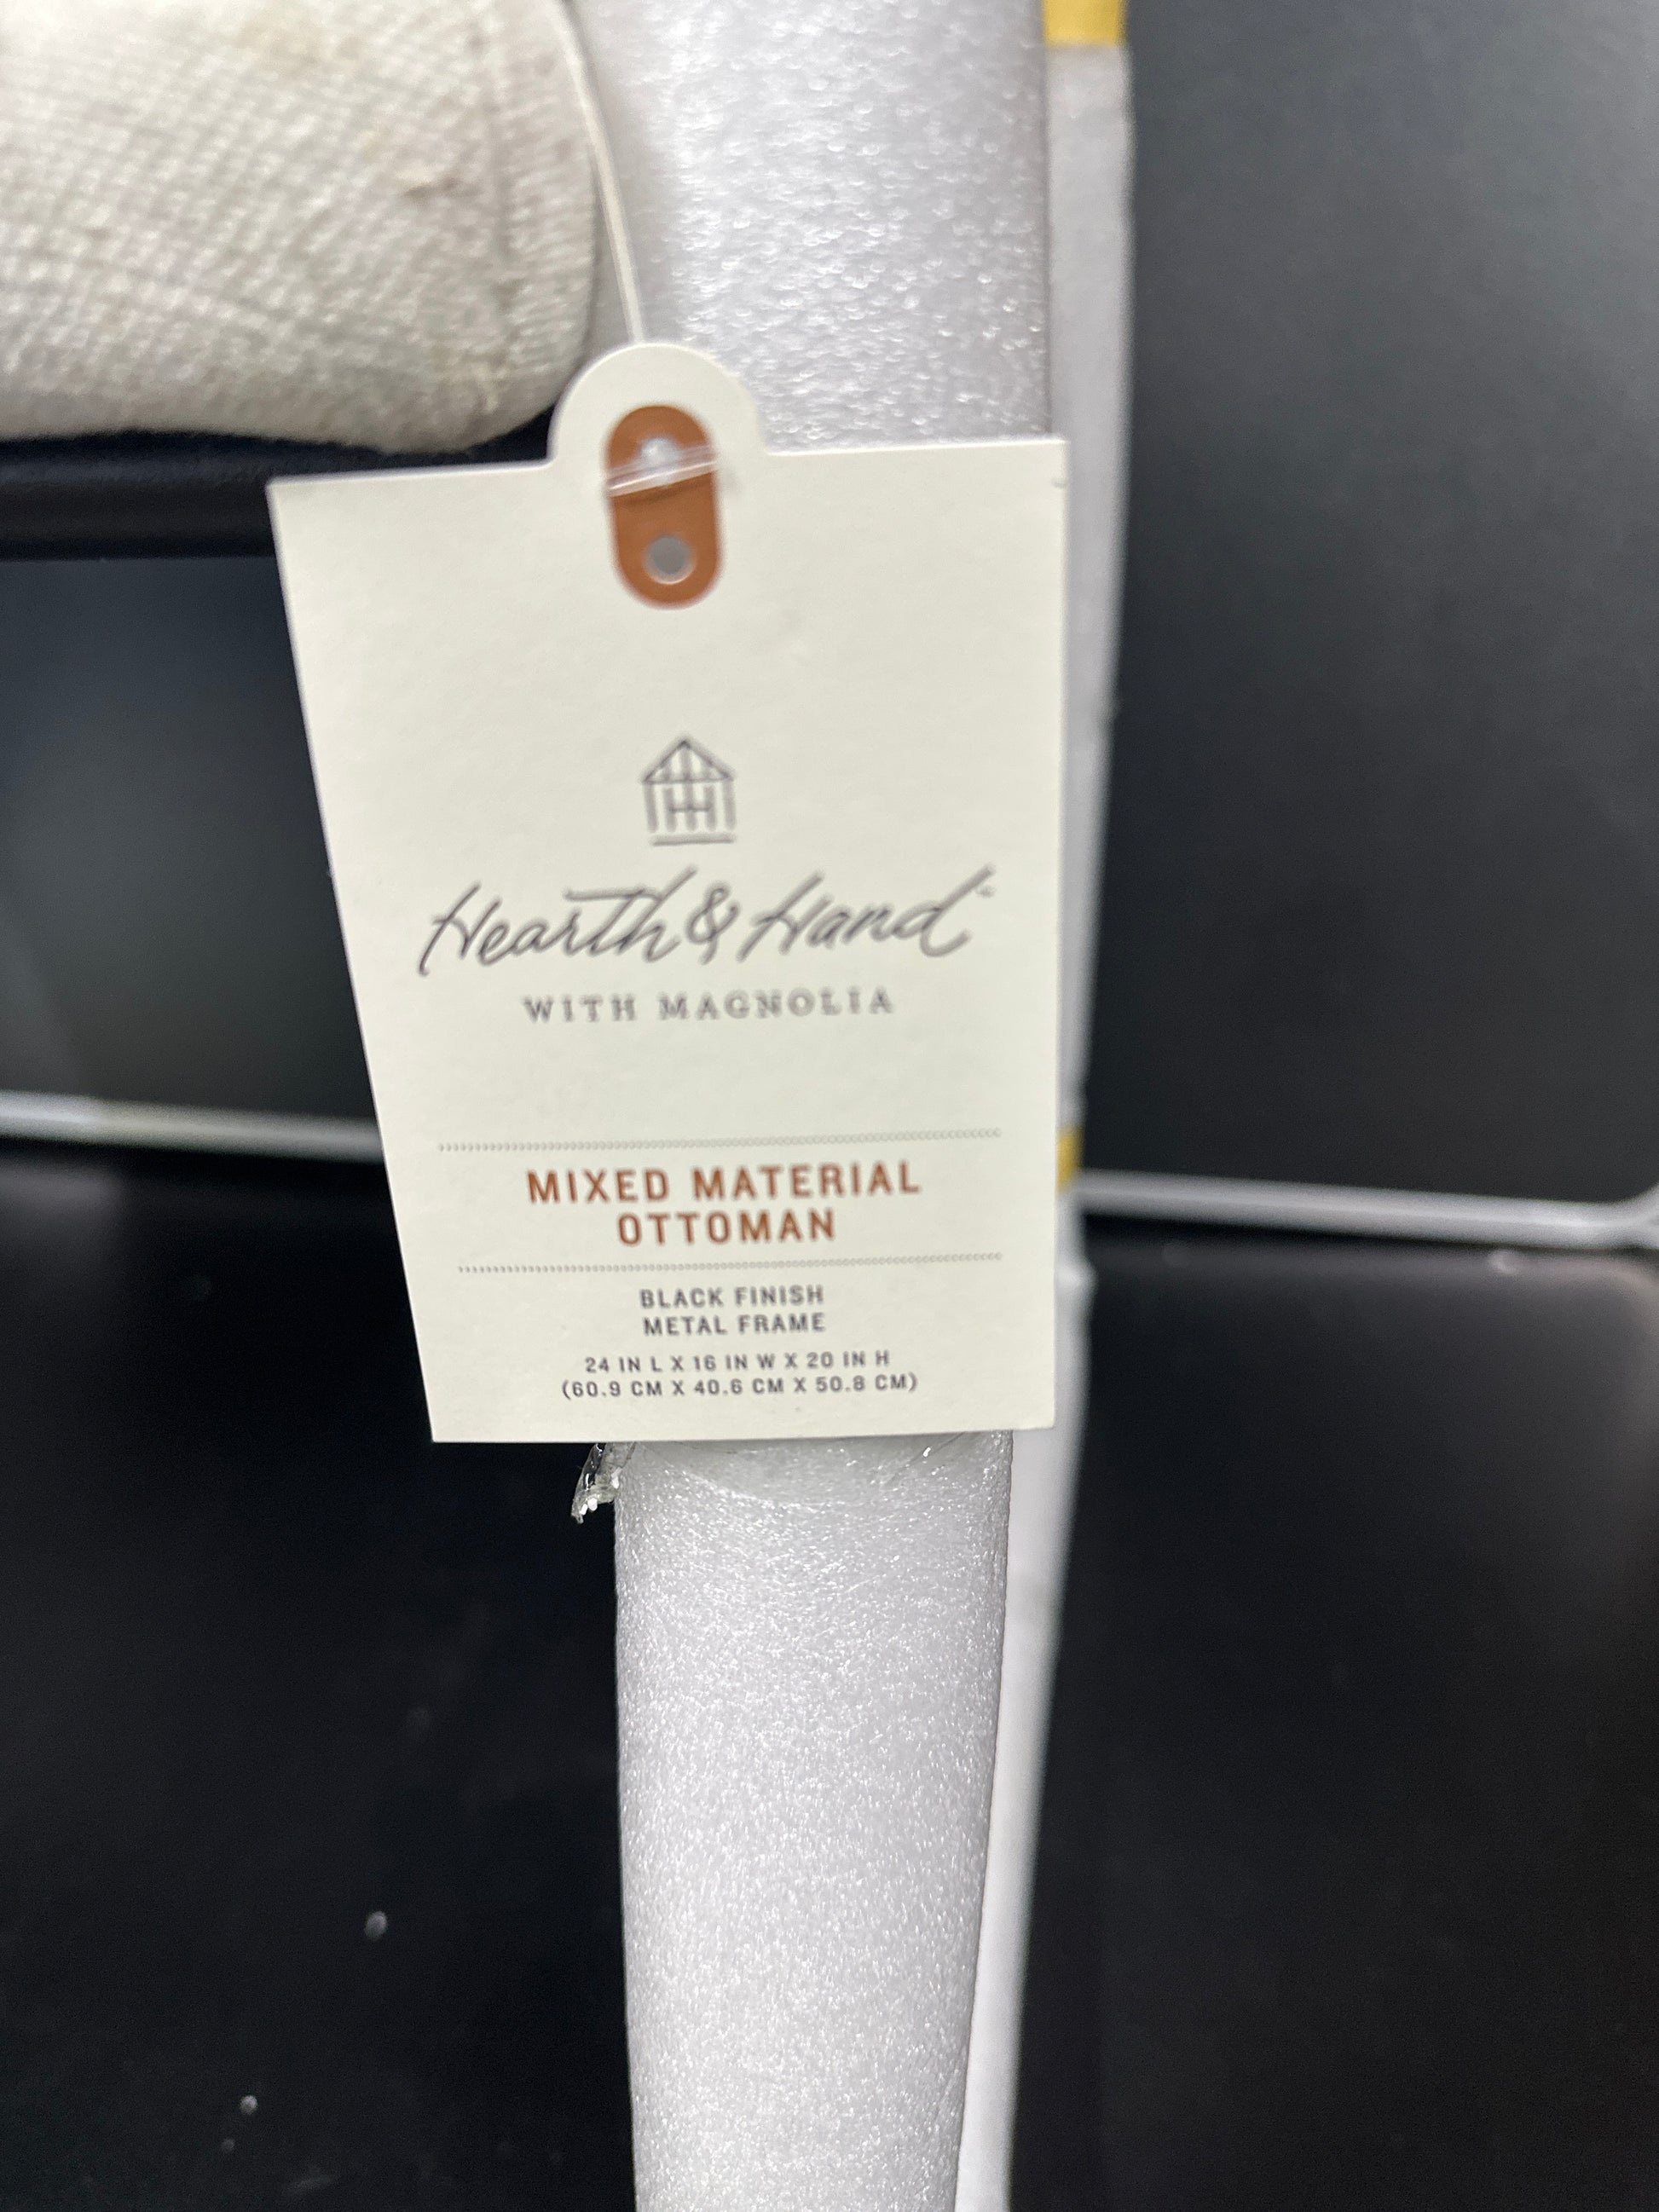 Hearth & Hand
WITH MAGNOLIA
MIXED MATERIAL
OTTOMAN
BLACK FINISH
METAL FRAME
24 IN L X 16 IN W X 20 IN H
(60.9 CM X 40.6 CM X 50.8 CM)